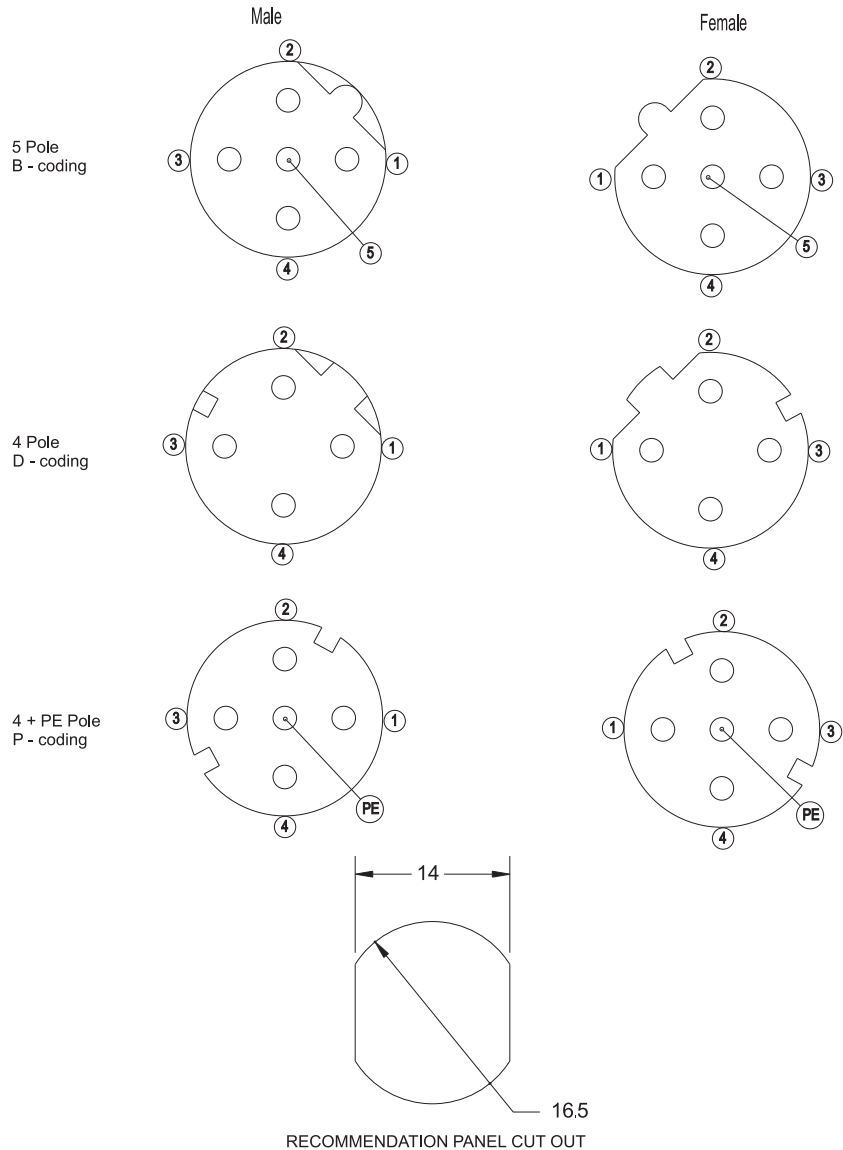 Male
Female
5 Pole
B - coding
2
3
1
5
4
2
1
3
5
4
4 Pole
D - coding
2
3
1
4
2
1
3
4
4 + PE Pole
P - coding
2
3
1
PE
4
2
1
3
PE
4
14
16.5
RECOMMENDATION PANEL CUT OUT